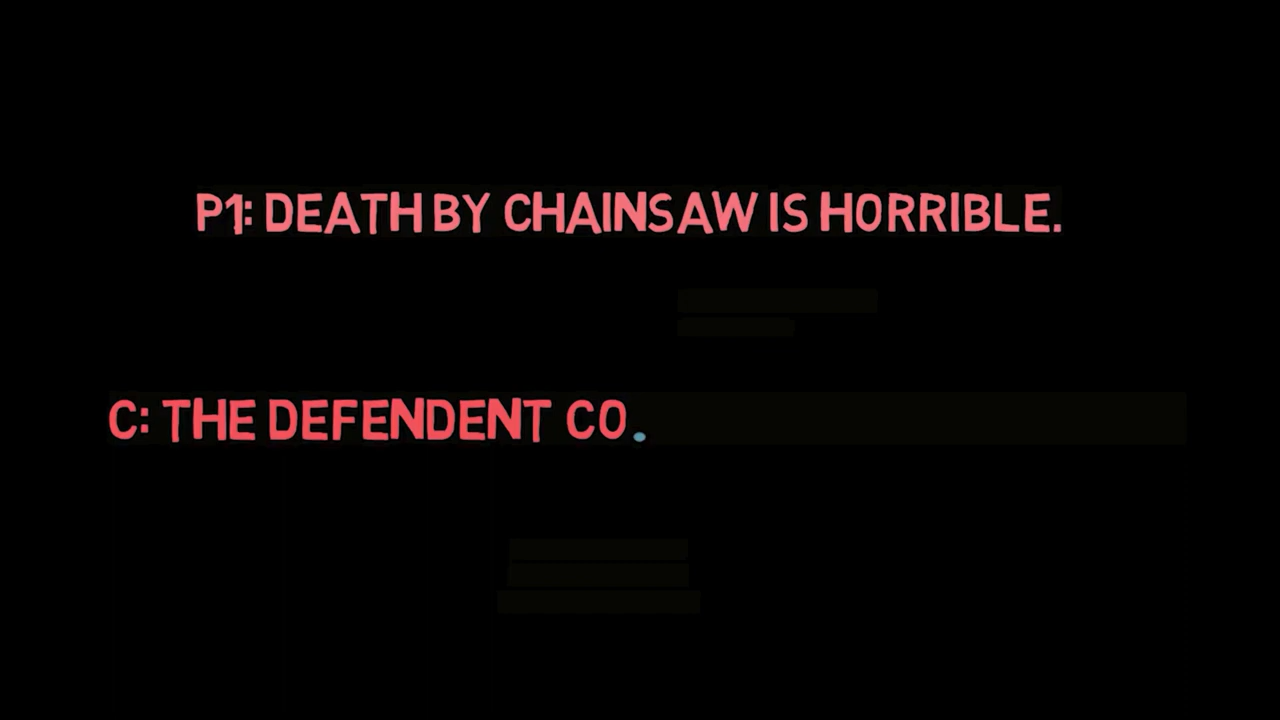 P1: DEATH BY CHAINSAW IS HORRIBLE.
C: THE DEFENDENT CO.